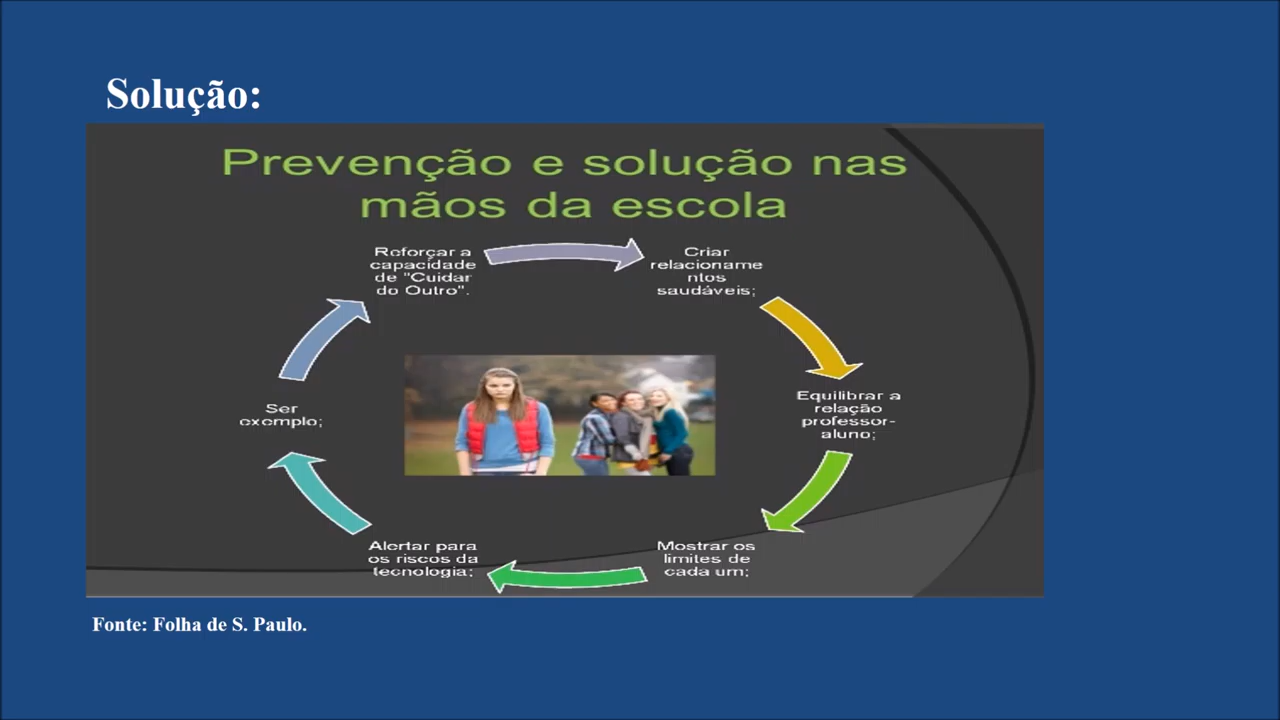 Solução:
Prevenção e solução nas
mãos da escola
Reforçar a
capacidade
de "Cuidar
do Outro".
Criar
relacioname
ntos
saudáveis;
Equilibrar a
relação
professor-
aluno;
Mostrar os
limites de
cada um;
Alertar para
os riscos da
tecnologia;
Ser
exemplo;
Fonte: Folha de S. Paulo.